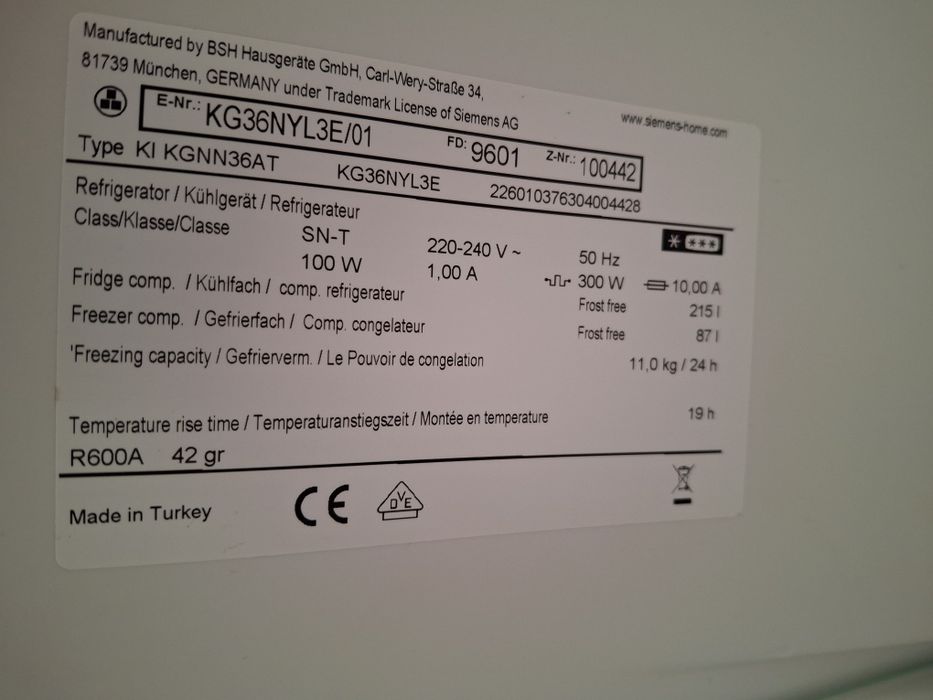 Manufactured by BSH Hausgeräte GmbH, Carl-Wery-Straße 34,
81739 München, GERMANY under Trademark License of Siemens AG
www.siemens-home.com
E-Nr.: KG36NYL3E/01 FD: 9601 Z-Nr.: 100442
Type KI KGNN36AT KG36NYL3E 226010376304004428
Refrigerator / Kühlgerät / Refrigerateur
Class/Klasse/Classe SN-T 220-240 V ~ 50 Hz
100 W 1,00 A 300 W 10,00 A
Fridge comp. / Kühlfach / comp. refrigerateur Frost free 215 l
Freezer comp. / Gefrierfach / Comp. congelateur Frost free 87 l
'Freezing capacity / Gefrierverm. / Le Pouvoir de congelation 11,0 kg / 24 h
Temperature rise time / Temperaturanstiegszeit / Montée en temperature 19 h
R600A 42 gr
Made in Turkey CE DVE